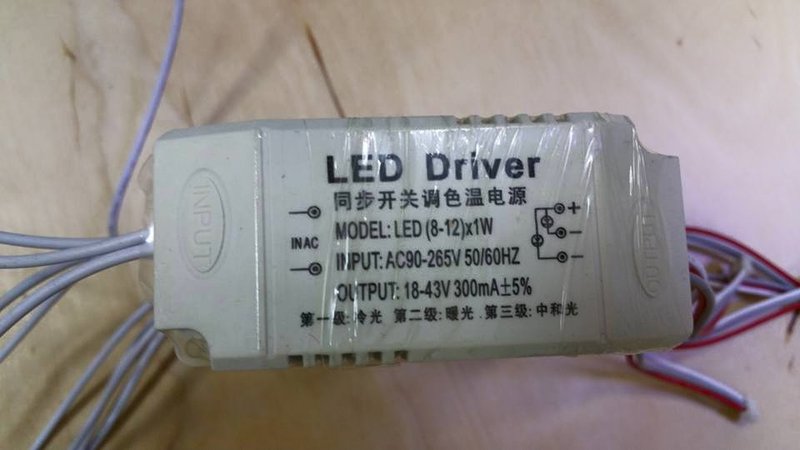 LED Driver
同步开关调色温电源
MODEL: LED (8-12)x1W
INPUT
IN AC
INPUT: AC90-265V 50/60HZ
OUTPUT: 18-43V 300mA±5%
第一级:冷光 第二级:暖光 第三级:中和光
+
−
−
OUTPUT